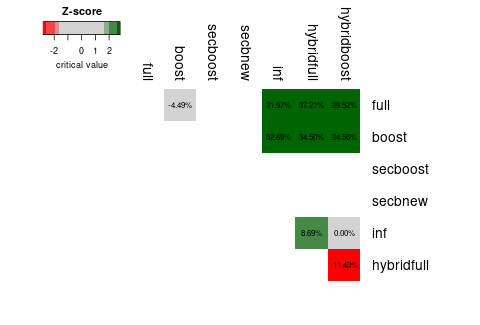 Z-score
-2 0 1 2
critical value
full
boost
secboost
secbnew
inf
hybridfull
hybridboost
-4.49% 21.97% 37.21% 29.52% full
52.69% 34.50% 24.56% boost
secboost
secbnew
8.69% 0.00% inf
-11.40% hybridfull